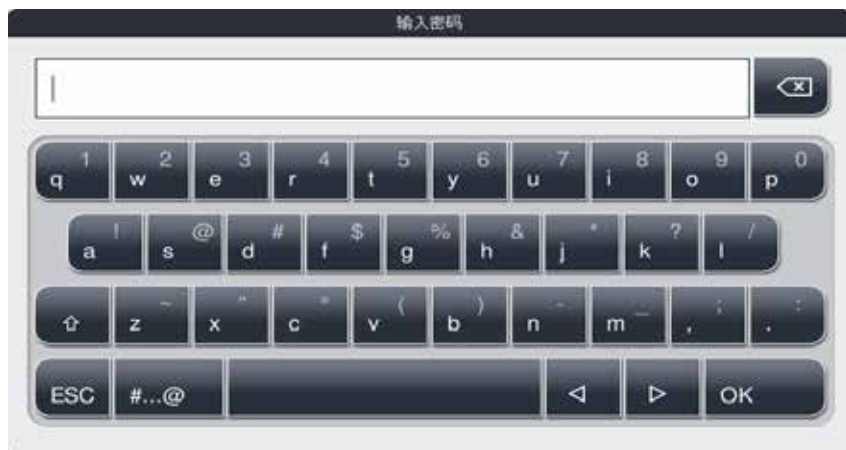 输入密码
1 2 3 4 5 6 7 8 9 0
q w e r t y u i o p
! @ # $ % & * ? /
a s d f g h j k l
~ " ( ) - _ ; :
z x c v b n m , .
ESC #...@ OK